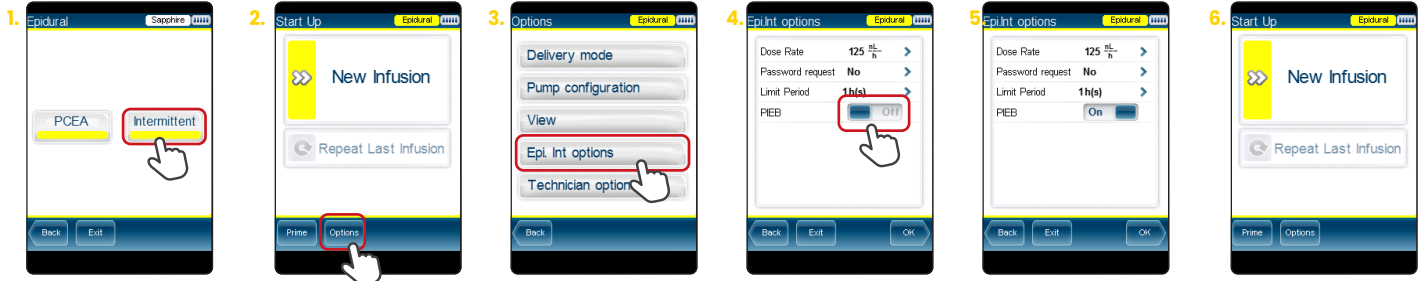 1.
Epidural
Sapphire
PCEA
Intermittent
Back
Exit
2.
Start Up
Epidural
New Infusion
Repeat Last Infusion
Prime
Options
3.
Options
Epidural
Delivery mode
Pump configuration
View
Epi. Int options
Technician option
Back
4.
Epi.Int options
Epidural
Dose Rate 125 mL/h
Password request No
Limit Period 1h(s)
PIEB Off
Back
Exit
OK
5.
Epi.Int options
Epidural
Dose Rate 125 mL/h
Password request No
Limit Period 1h(s)
PIEB On
Back
Exit
OK
6.
Start Up
Epidural
New Infusion
Repeat Last Infusion
Prime
Options